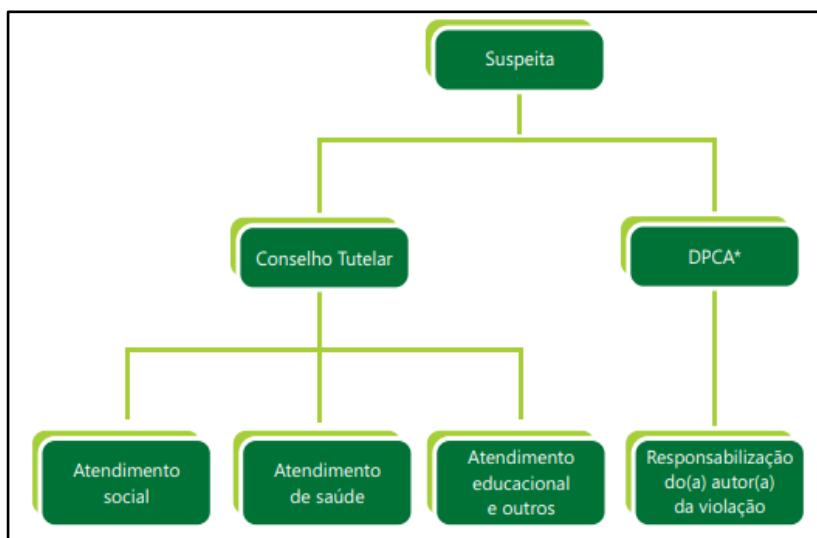 Suspeita
Conselho Tutelar
DPCA*
Atendimento
social
Atendimento
de saúde
Atendimento
educacional
e outros
Responsabilização
do(a) autor(a)
da violação